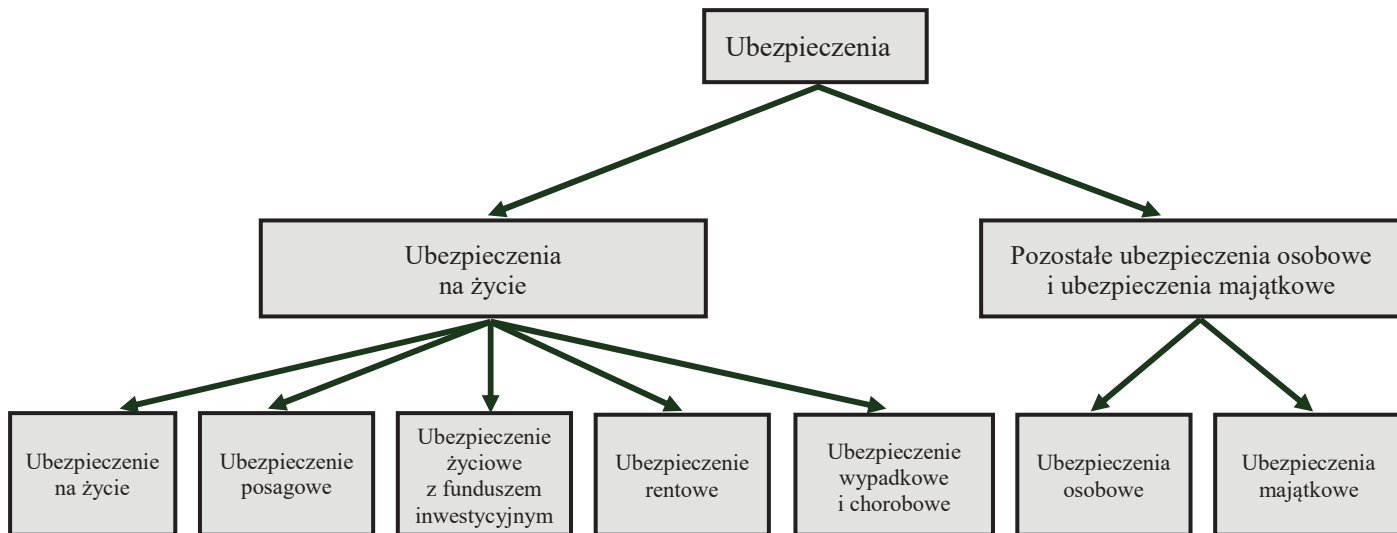 Ubezpieczenia
Ubezpieczenia
na życie
Pozostałe ubezpieczenia osobowe
i ubezpieczenia majątkowe
Ubezpieczenie
na życie
Ubezpieczenie
posagowe
Ubezpieczenie
życiowe
z funduszem
inwestycyjnym
Ubezpieczenie
rentowe
Ubezpieczenie
wypadkowe
i chorobowe
Ubezpieczenia
osobowe
Ubezpieczenia
majątkowe